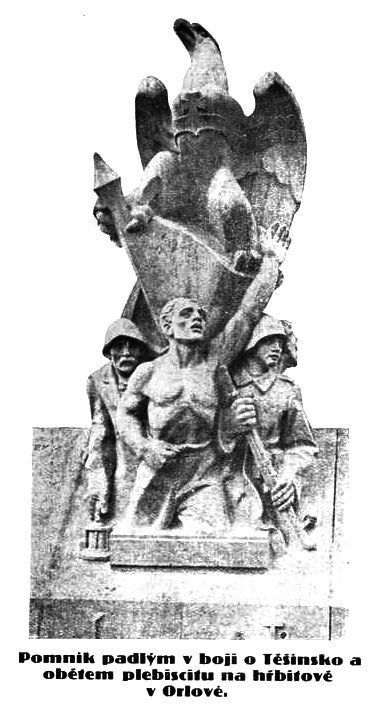 Pomník padlým v boji o Těšínsko a
obětem plebiscitu na hřbitově
v Orlové.